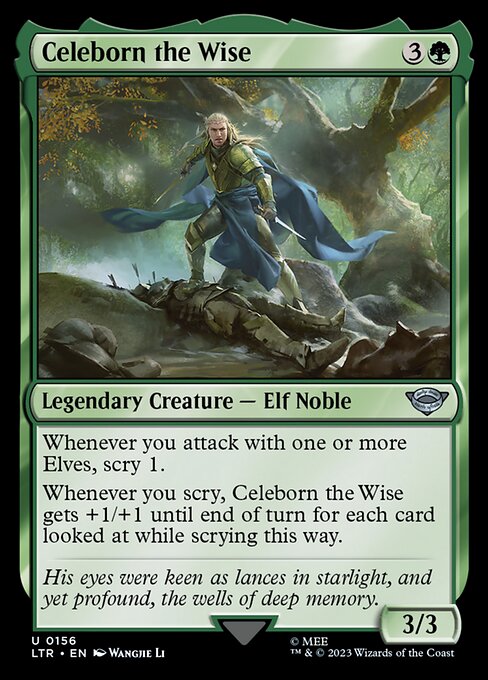 Celeborn the Wise 3
Legendary Creature — Elf Noble
Whenever you attack with one or more
Elves, scry 1.
Whenever you scry, Celeborn the Wise
gets +1/+1 until end of turn for each card
looked at while scrying this way.
His eyes were keen as lances in starlight, and
yet profound, the wells of deep memory.
3/3
U 0156
LTR • EN Wangjie Li
© MEE
™ & © 2023 Wizards of the Coast